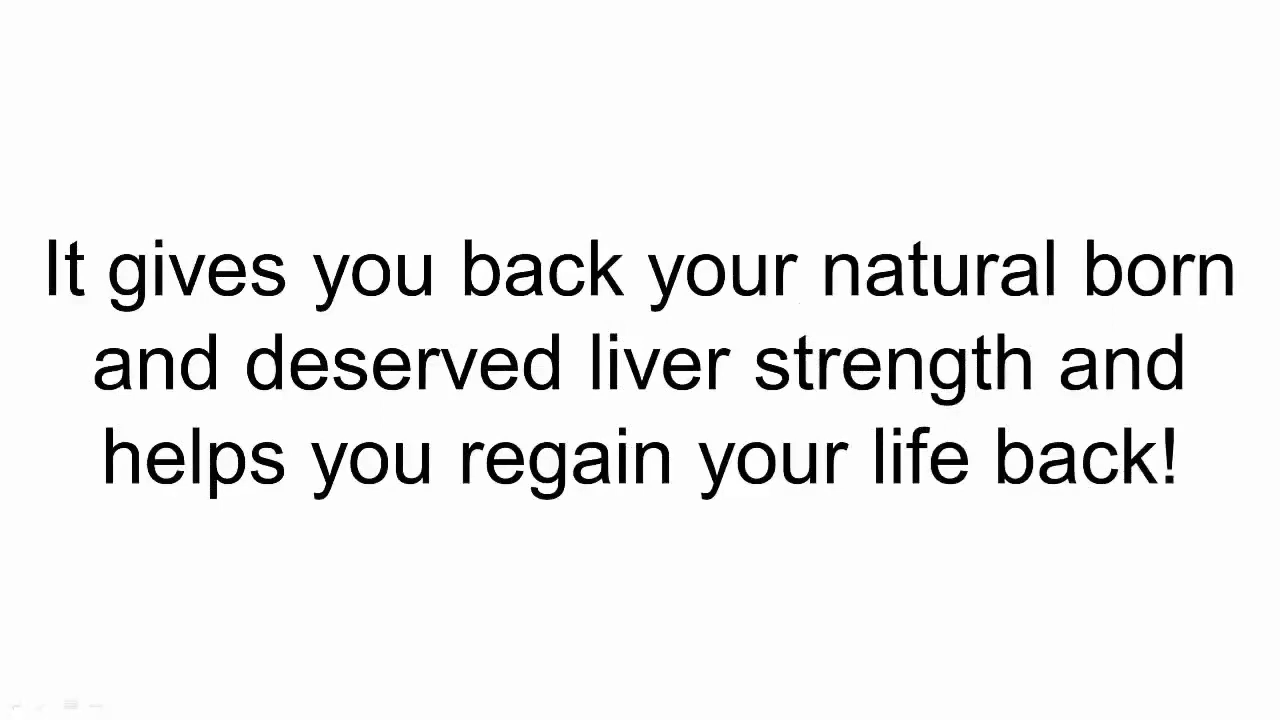 It gives you back your natural born
and deserved liver strength and
helps you regain your life back!